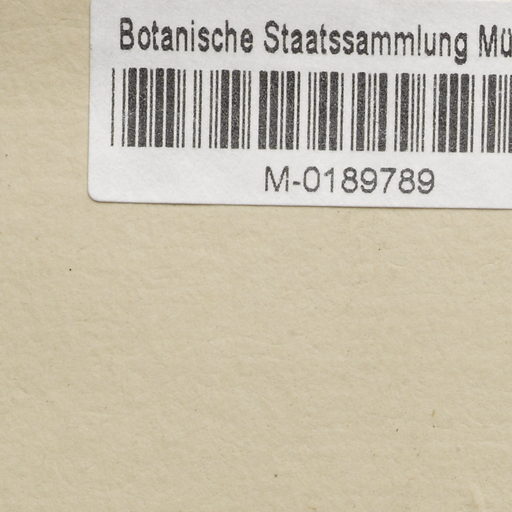 Botanische Staatssammlung Mü
M-0189789